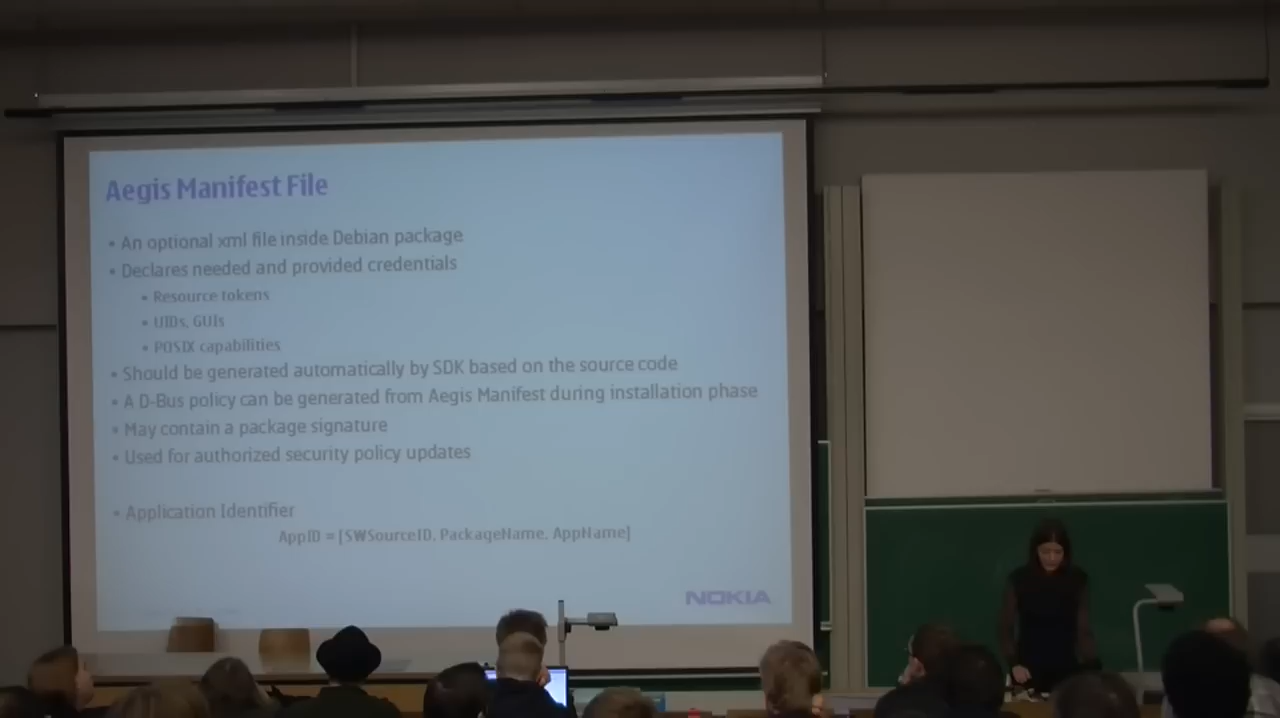 Aegis Manifest File
• An optional xml file inside Debian package
• Declares needed and provided credentials
• Resource tokens
• UIDs, GUIs
• POSIX capabilities
• Should be generated automatically by SDK based on the source code
• A D-Bus policy can be generated from Aegis Manifest during installation phase
• May contain a package signature
• Used for authorized security policy updates
• Application Identifier
AppID = [SWSourceID, PackageName, AppName]
NOKIA